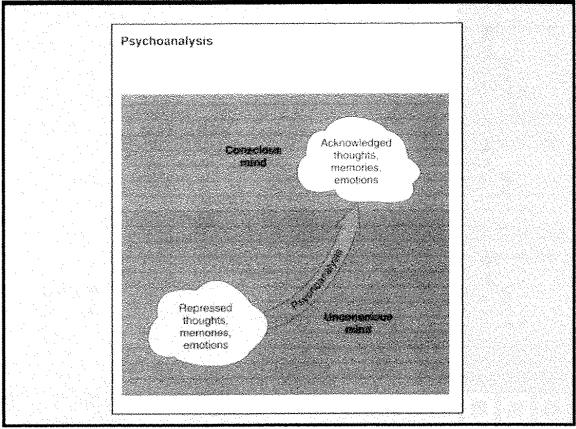 Psychoanalysis
Conscious
mind
Acknowledged
thoughts,
memories,
emotions
Psychoanalysis
Repressed
thoughts,
memories,
emotions
Unconscious
mind